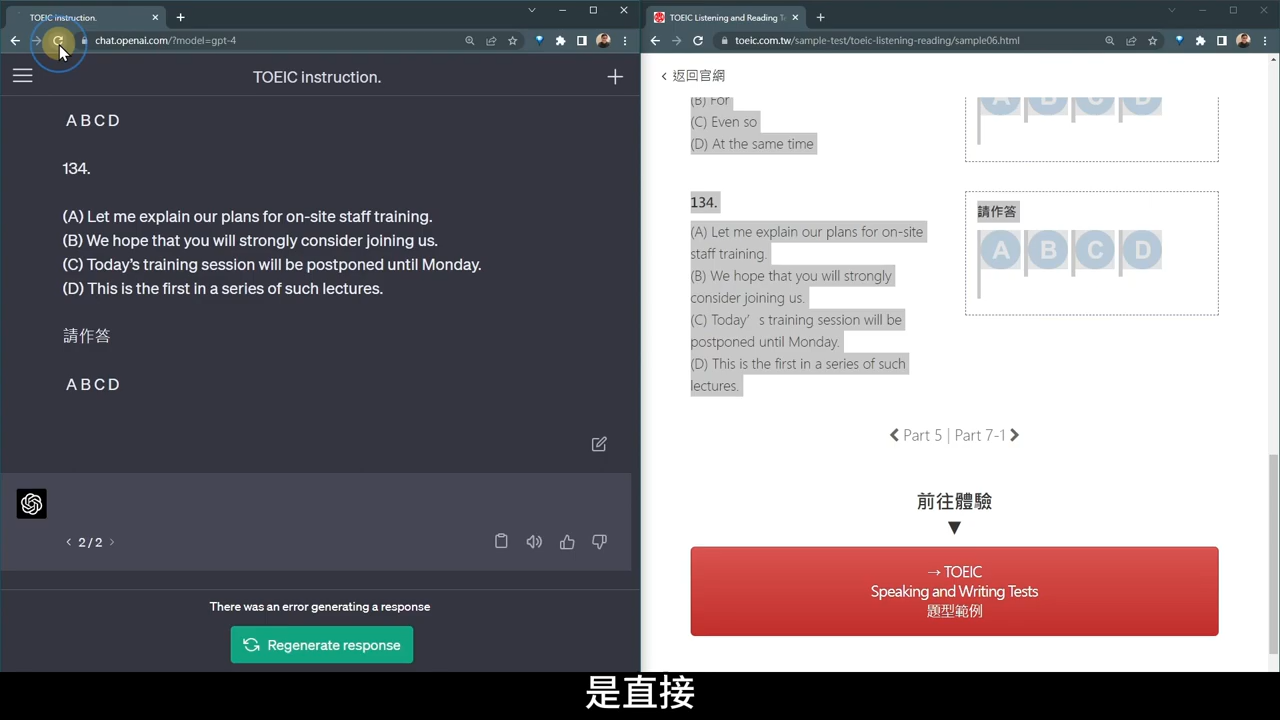 TOEIC instruction.
chat.openai.com/?model=gpt-4
TOEIC instruction.
A B C D
134.
(A) Let me explain our plans for on-site staff training.
(B) We hope that you will strongly consider joining us.
(C) Today's training session will be postponed until Monday.
(D) This is the first in a series of such lectures.
請作答
A B C D
2 / 2
There was an error generating a response
Regenerate response
TOEIC Listening and Reading T
toeic.com.tw/sample-test/toeic-listening-reading/sample06.html
返回官網
(B) For
(C) Even so
(D) At the same time
A B C D
134.
(A) Let me explain our plans for on-site
staff training.
(B) We hope that you will strongly
consider joining us.
(C) Today's training session will be
postponed until Monday.
(D) This is the first in a series of such
lectures.
請作答
A B C D
Part 5 | Part 7-1
前往體驗
▼
→ TOEIC
Speaking and Writing Tests
題型範例
是直接